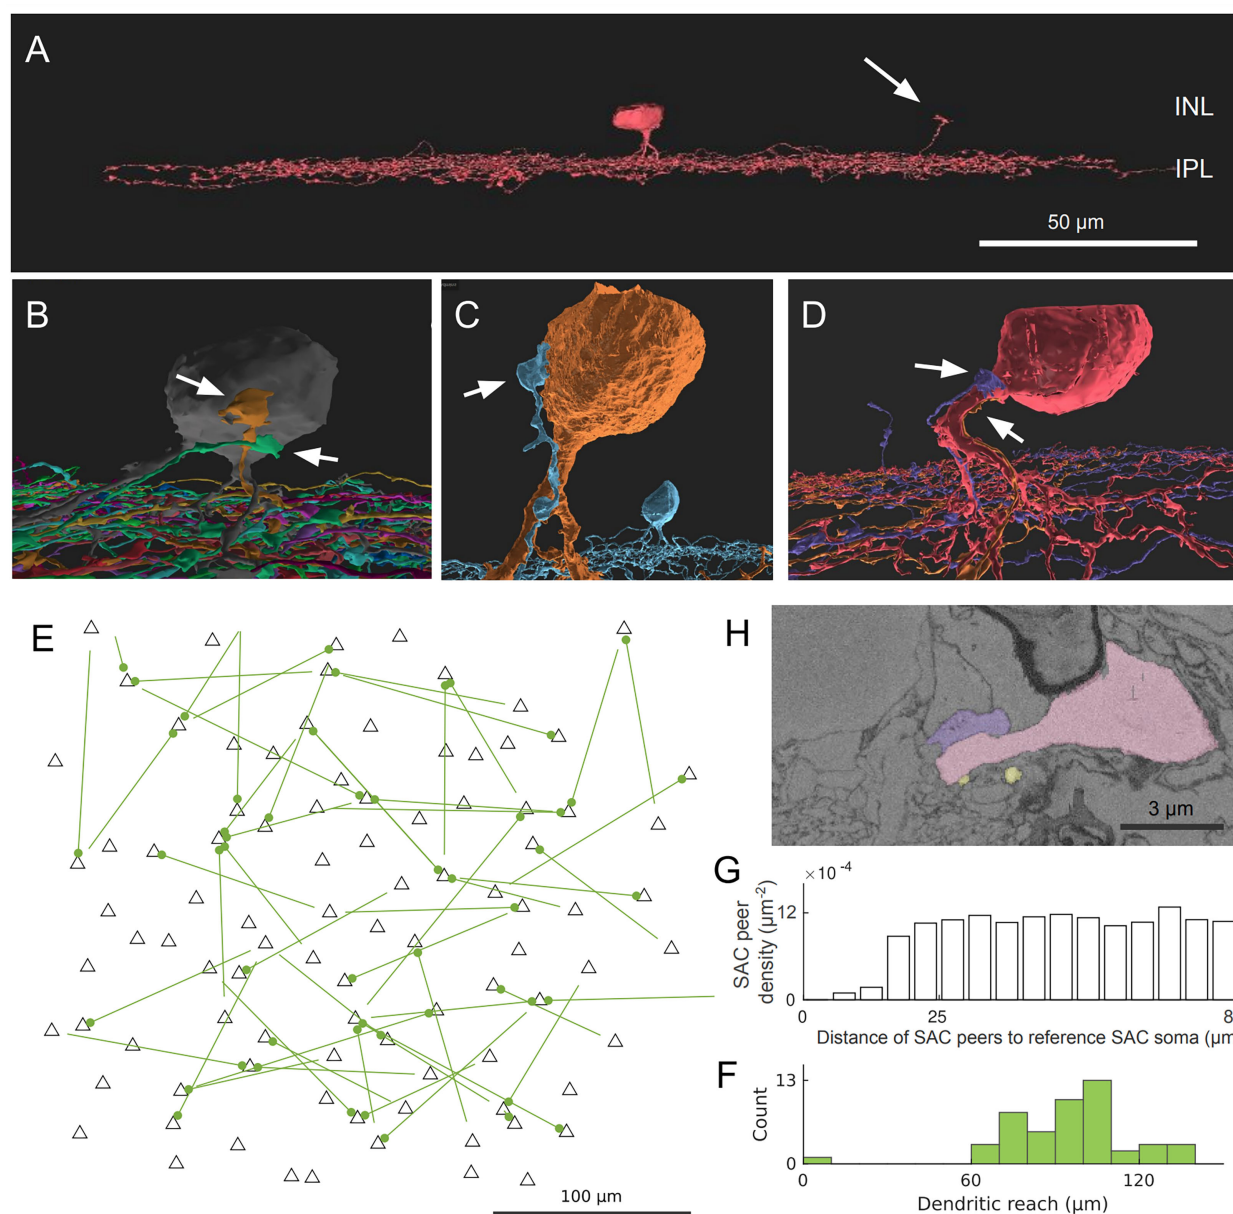 A
INL
IPL
50 µm
B
C
D
E
H
3 µm
G
×10 -4
12
0
SAC peer
density (µm-2)
0
25
8
Distance of SAC peers to reference SAC soma (µm
F
13
0
Count
0
60
120
Dendritic reach (µm)
100 µm